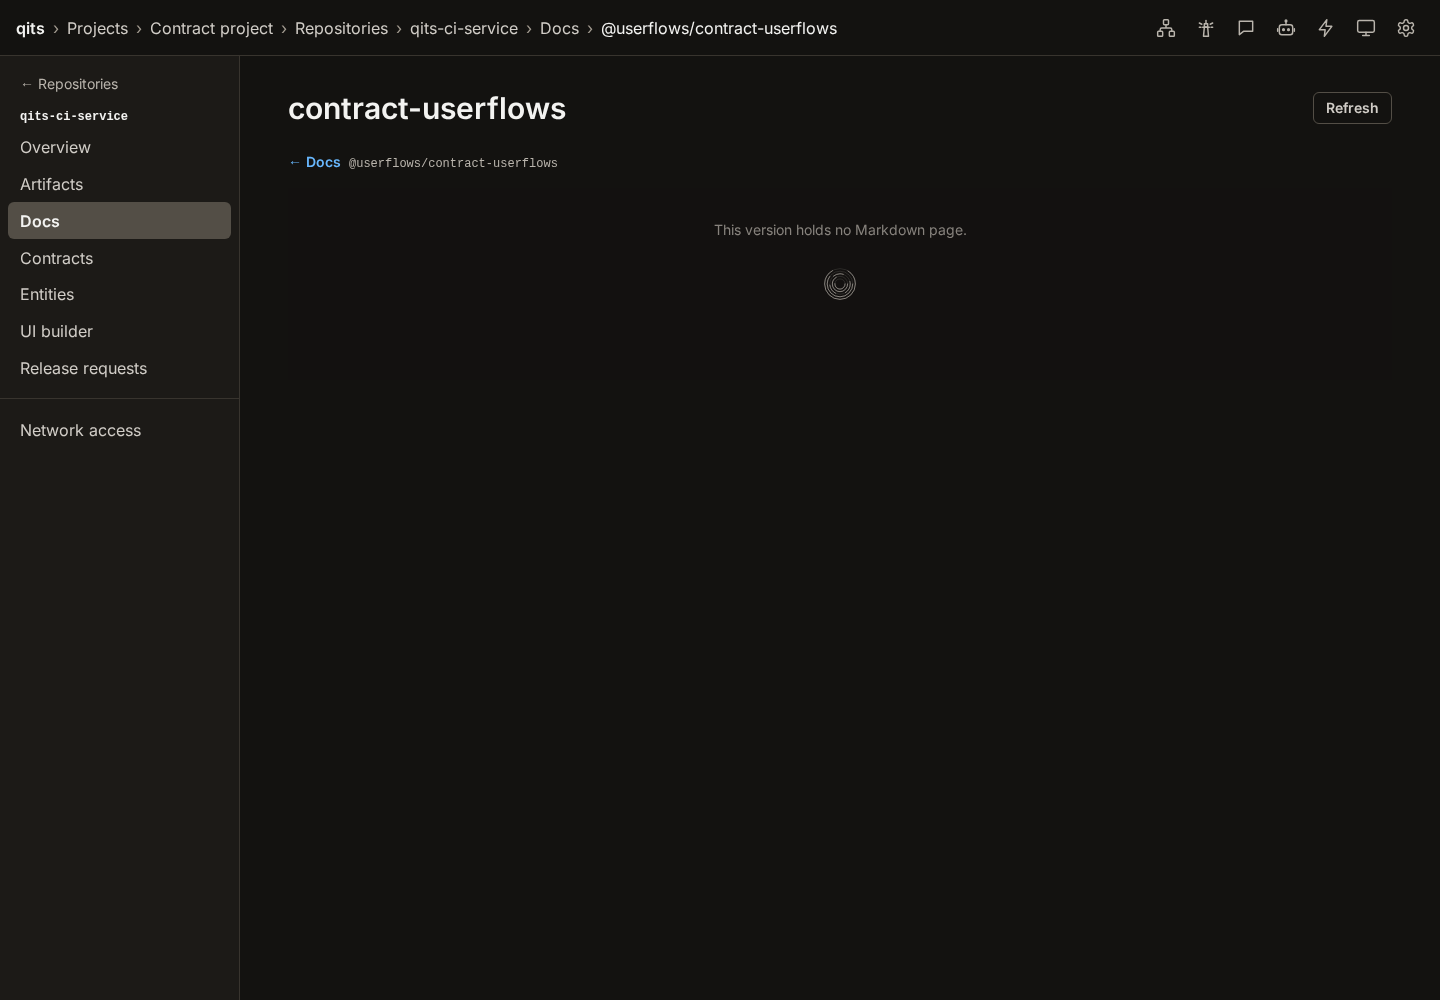 qits › Projects › Contract project › Repositories › qits-ci-service › Docs › @userflows/contract-userflows
← Repositories
qits-ci-service
Overview
Artifacts
Docs
Contracts
Entities
UI builder
Release requests
Network access
contract-userflows
Refresh
← Docs @userflows/contract-userflows
This version holds no Markdown page.